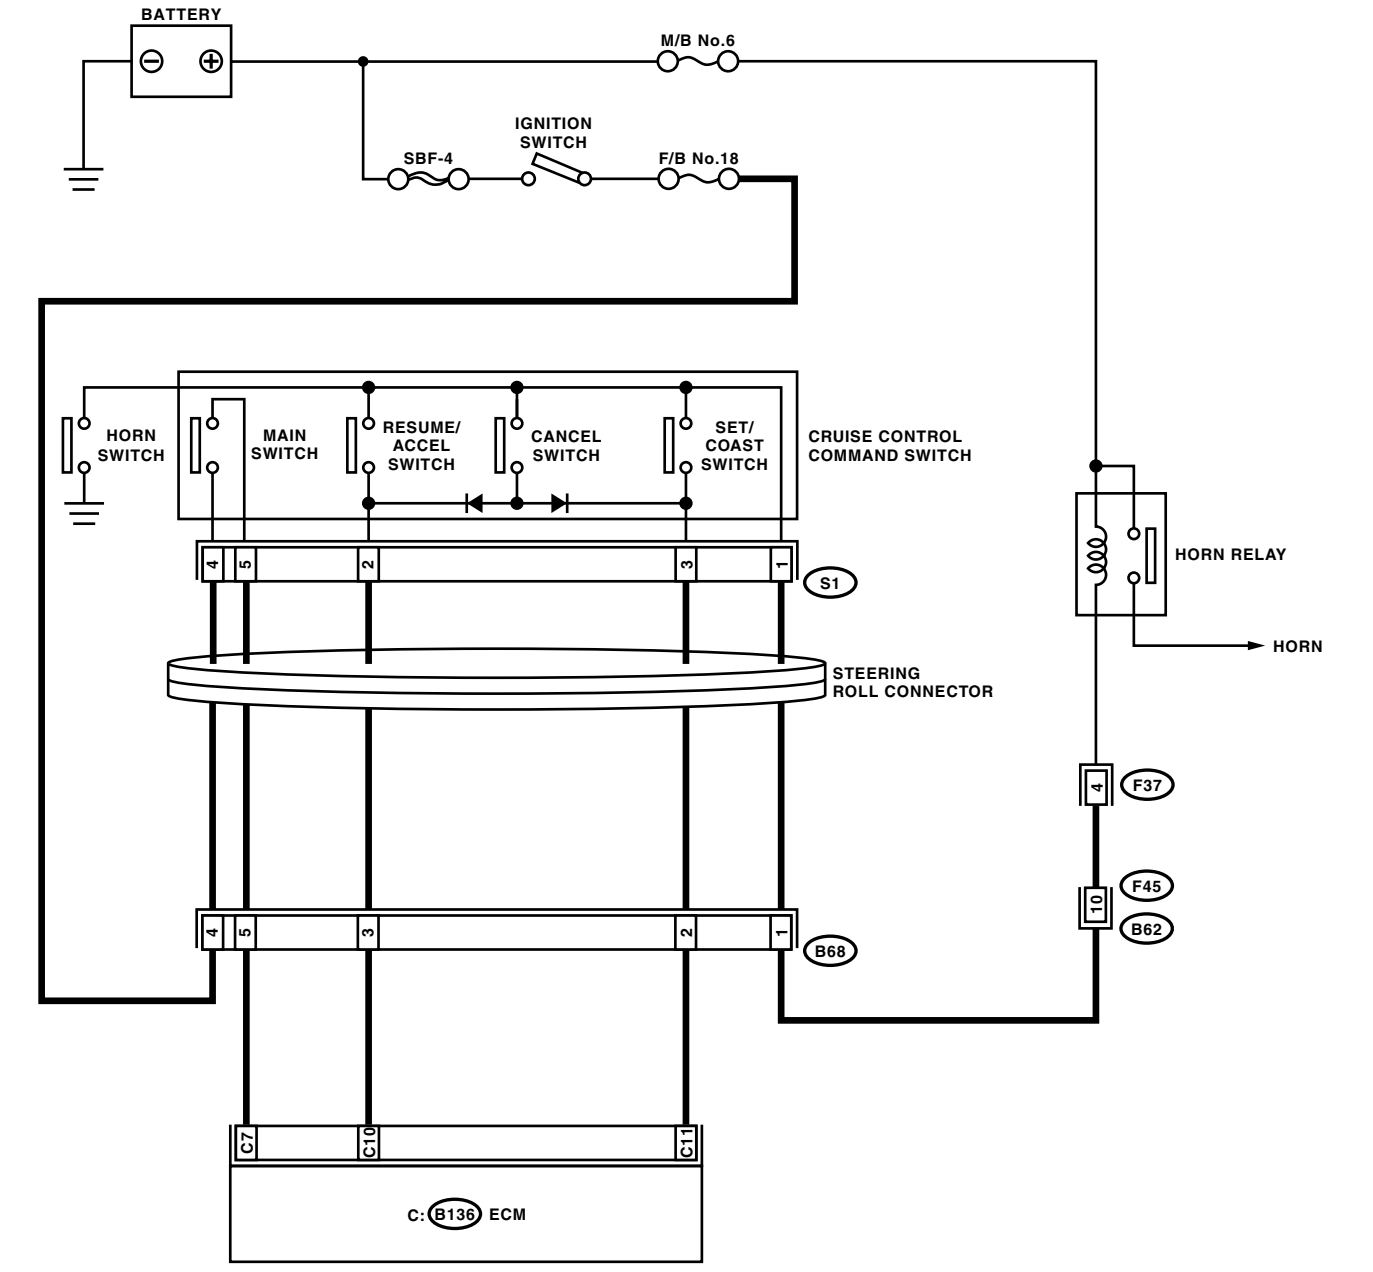 BATTERY
M/B No.6
IGNITION
SWITCH
SBF-4
F/B No.18
HORN
SWITCH
MAIN
SWITCH
RESUME/
ACCEL
SWITCH
CANCEL
SWITCH
SET/
COAST
SWITCH
CRUISE CONTROL
COMMAND SWITCH
HORN RELAY
4
5
2
3
1
S1
HORN
STEERING
ROLL CONNECTOR
4
F37
F45
10
B62
4
5
3
2
1
B68
C7
C10
C11
C: B136 ECM